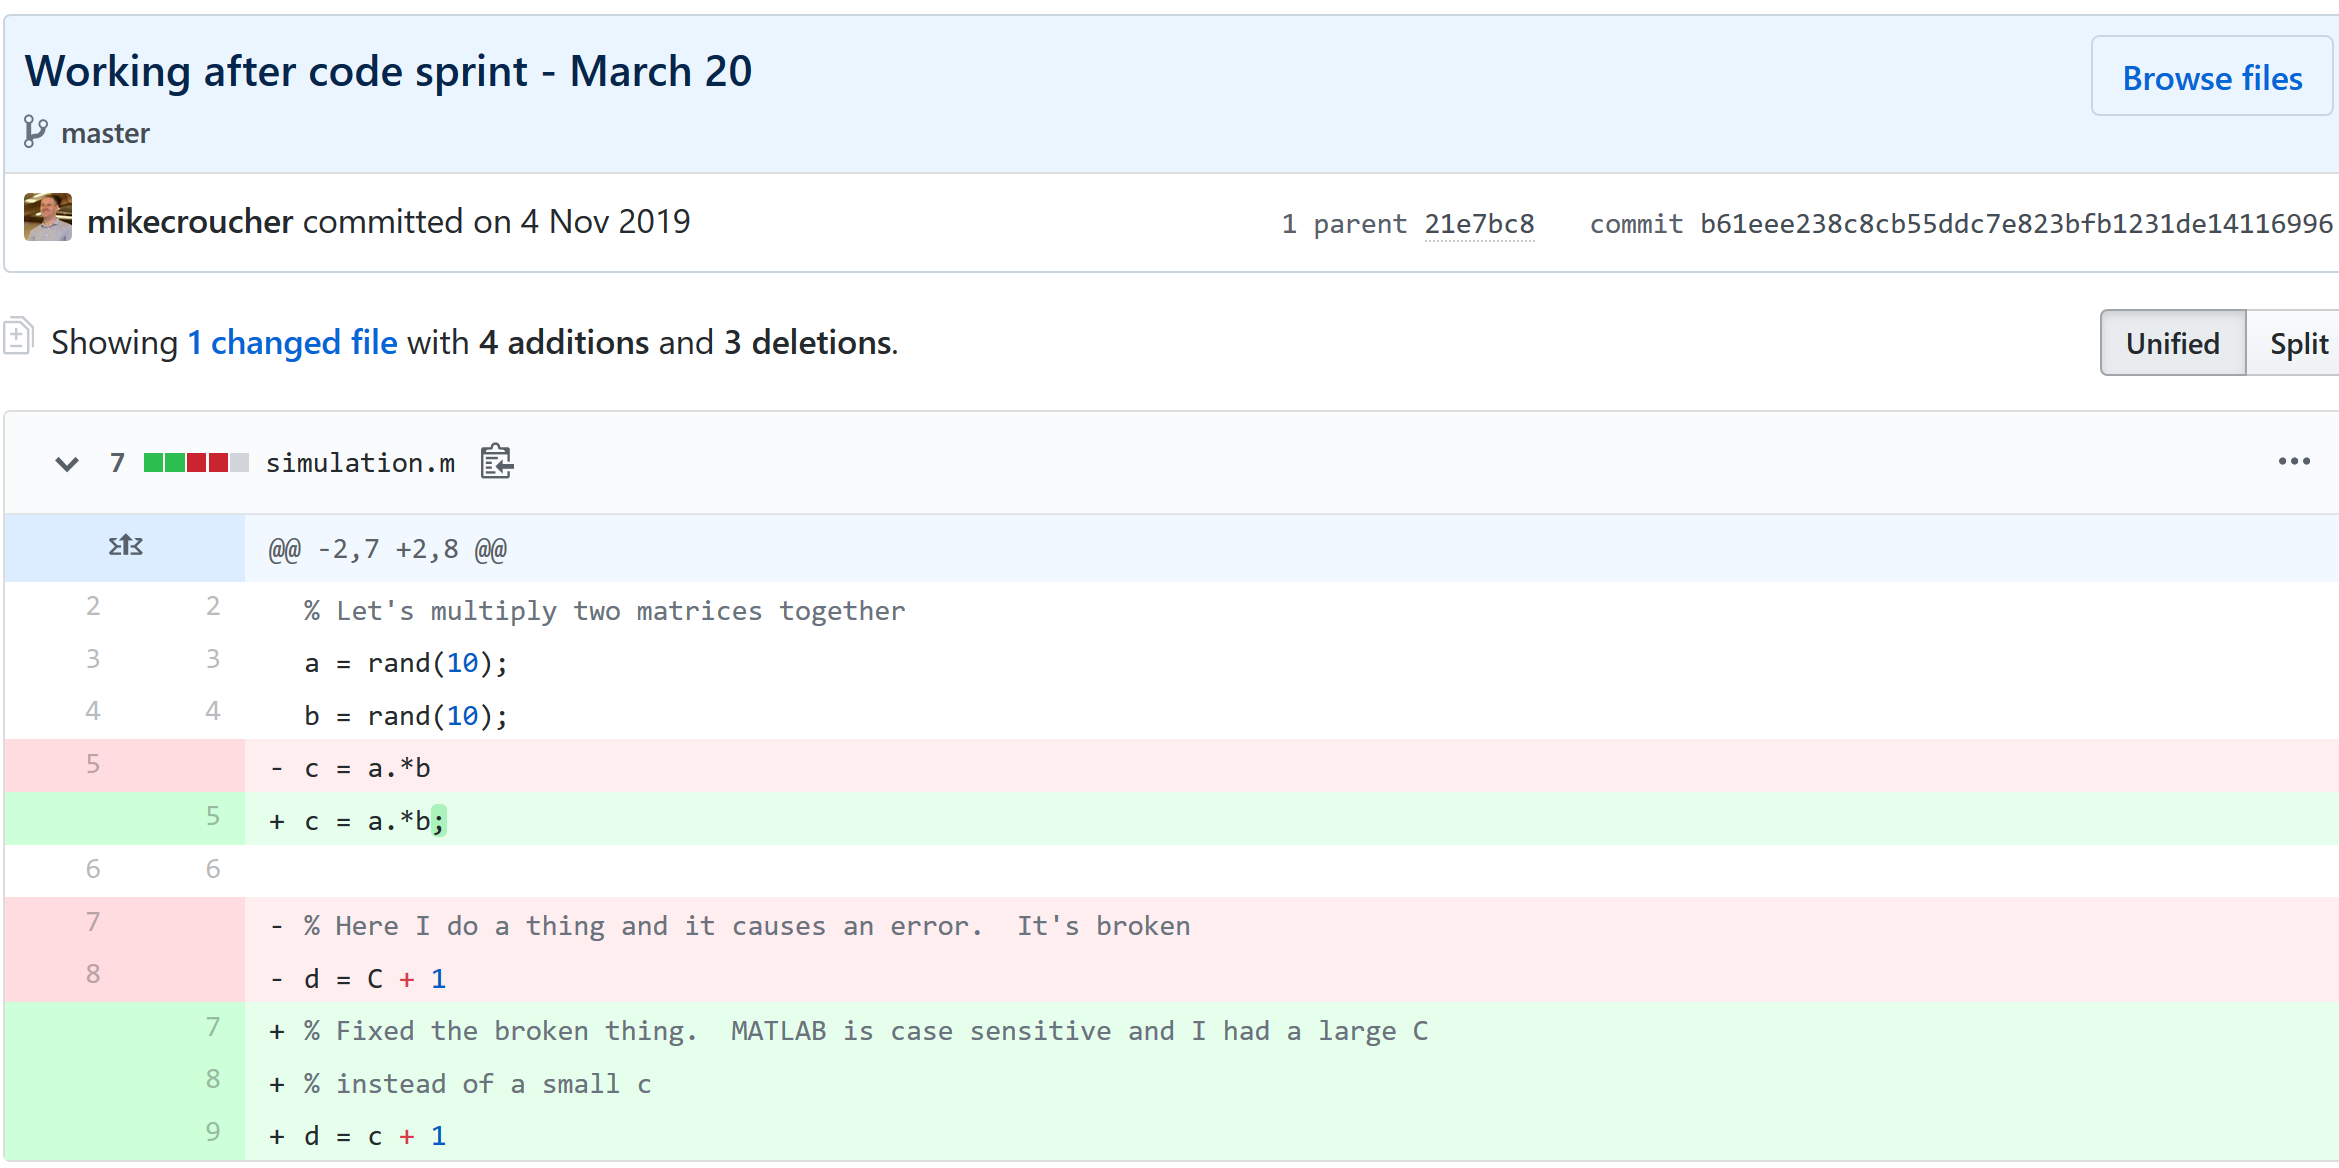 Working after code sprint - March 20
Browse files
master
mikecroucher committed on 4 Nov 2019
1 parent 21e7bc8 commit b61eee238c8cb55ddc7e823bfb1231de14116996
Showing 1 changed file with 4 additions and 3 deletions.
Unified Split
7 simulation.m
@@ -2,7 +2,8 @@
2 2 % Let's multiply two matrices together
3 3 a = rand(10);
4 4 b = rand(10);
5 - c = a.*b
5 + c = a.*b;
6 6
7 - % Here I do a thing and it causes an error.  It's broken
8 - d = C + 1
7 + % Fixed the broken thing.  MATLAB is case sensitive and I had a large C
8 + % instead of a small c
9 + d = c + 1